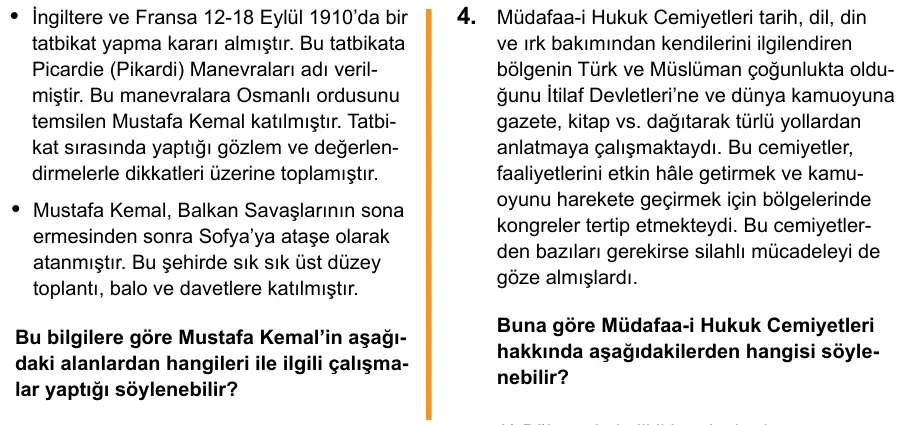 • İngiltere ve Fransa 12-18 Eylül 1910’da bir
tatbikat yapma kararı almıştır. Bu tatbikata
Picardie (Pikardi) Manevraları adı veril-
miştir. Bu manevralara Osmanlı ordusunu
temsilen Mustafa Kemal katılmıştır. Tatbi-
kat sırasında yaptığı gözlem ve değerlen-
dirmelerle dikkatleri üzerine toplamıştır.
• Mustafa Kemal, Balkan Savaşlarının sona
ermesinden sonra Sofya’ya ataşe olarak
atanmıştır. Bu şehirde sık sık üst düzey
toplantı, balo ve davetlere katılmıştır.
Bu bilgilere göre Mustafa Kemal’in aşağı-
daki alanlardan hangileri ile ilgili çalışma-
lar yaptığı söylenebilir?
4. Müdafaa-i Hukuk Cemiyetleri tarih, dil, din
ve ırk bakımından kendilerini ilgilendiren
bölgenin Türk ve Müslüman çoğunlukta oldu-
ğunu İtilaf Devletleri’ne ve dünya kamuoyuna
gazete, kitap vs. dağıtarak türlü yollardan
anlatmaya çalışmaktaydı. Bu cemiyetler,
faaliyetlerini etkin hâle getirmek ve kamu-
oyunu harekete geçirmek için bölgelerinde
kongreler tertip etmekteydi. Bu cemiyetler-
den bazıları gerekirse silahlı mücadeleyi de
göze almışlardı.
Buna göre Müdafaa-i Hukuk Cemiyetleri
hakkında aşağıdakilerden hangisi söyle-
nebilir?